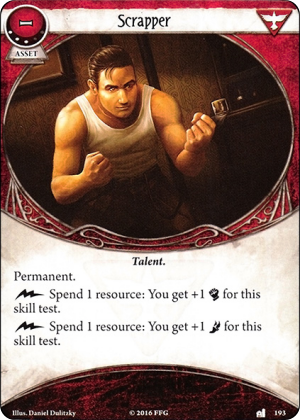 Scrapper
ASSET
Talent.
Permanent.
Spend 1 resource: You get +1 for this
skill test.
Spend 1 resource: You get +1 for this
skill test.
Illus. Daniel Dulitzky © 2016 FFG 193